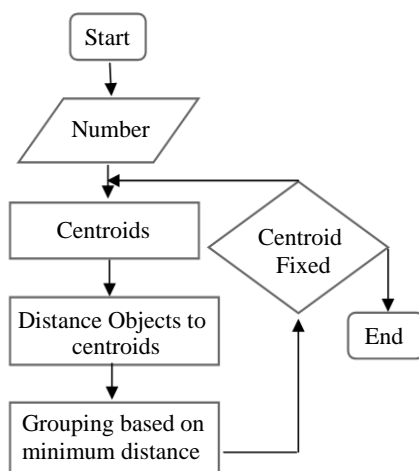 Start
Number
Centroids
Distance Objects to
centroids
Grouping based on
minimum distance
Centroid
Fixed
End